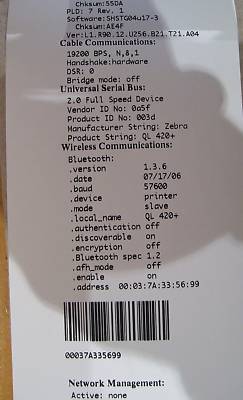 Chksum:55DA
PLD: 7 Rev. 1
Software:SHSTG04u17-3
Chksum:AE4F
Ver:L1.R90.12.U256.B21.T21.A04
Cable Communications:
19200 BPS, N,8,1
Handshake:hardware
DSR: 0
Bridge mode: off
Universal Serial Bus:
2.0 Full Speed Device
Vendor ID No: 0a5f
Product ID No: 003d
Manufacturer String: Zebra
Product String: QL 420+
Wireless Communications:
Bluetooth:
.version 1.3.6
.date 07/17/06
.baud 57600
.device printer
.mode slave
.local_name QL 420+
.authentication off
.discoverable on
.encryption off
.Bluetooth spec 1.2
.afh_mode off
.enable on
.address 00:03:7A:33:56:99
00037A335699
Network Management:
Active: none